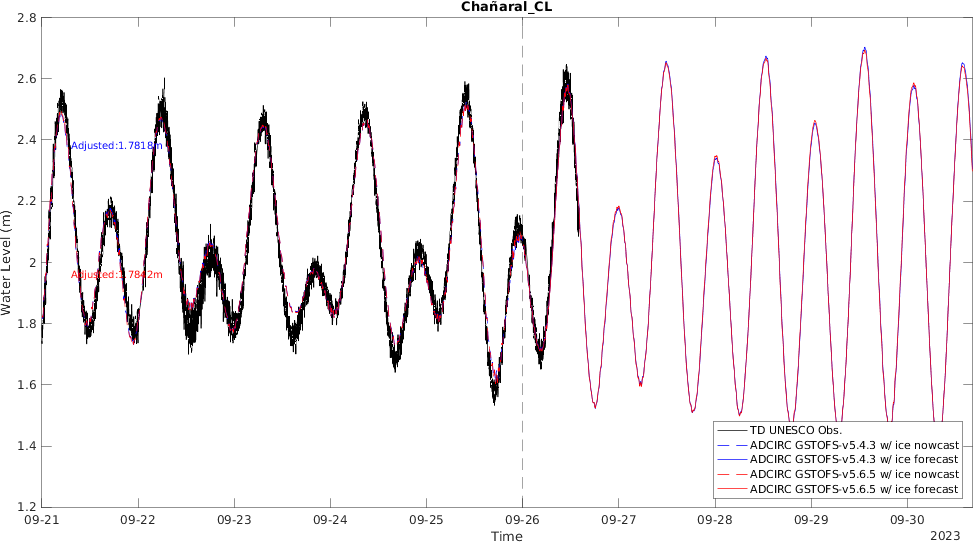 Chañaral_CL
2.8
2.6
2.4
2.2
2
1.8
1.6
1.4
1.2
Water Level (m)
Adjusted:1.7818m
TD UNESCO Obs.
ADCIRC GSTOFS-v5.4.3 w/ ice nowcast
ADCIRC GSTOFS-v5.4.3 w/ ice forecast
ADCIRC GSTOFS-v5.6.5 w/ ice nowcast
ADCIRC GSTOFS-v5.6.5 w/ ice forecast
09-21 09-22 09-23 09-24 09-25 09-26 09-27 09-28 09-29 09-30
Time
2023